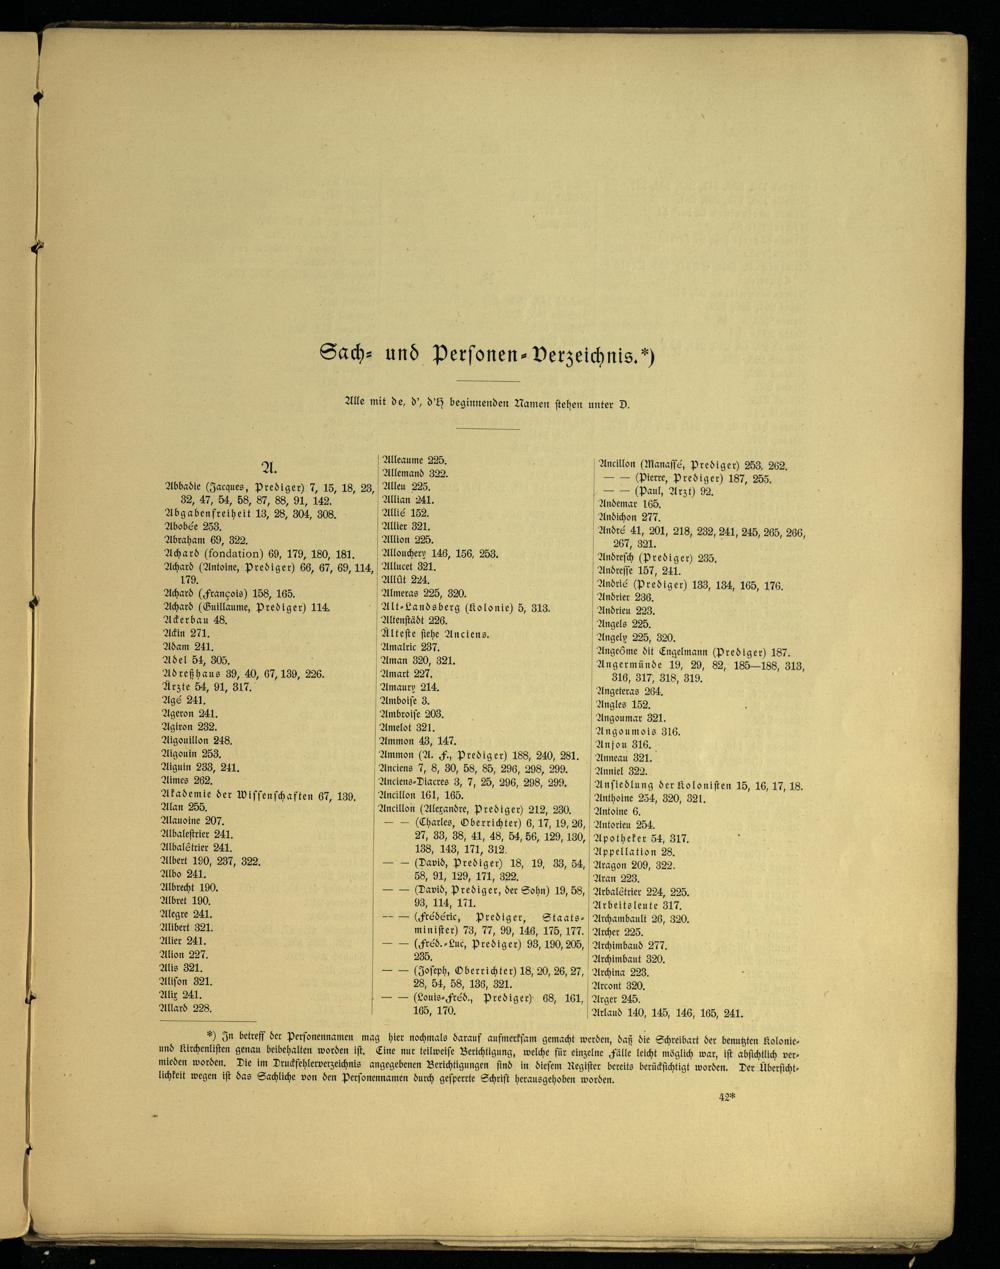 Sach- und Personen-Verzeichnis.*)
Alle mit de, d', d'H beginnenden Namen stehen unter D.
A.
Abbadie (Jacques, Prediger) 7, 15, 18, 23,
32, 47, 54, 58, 87, 88, 91, 142.
Abgabenfreiheit 13, 28, 304, 308.
Abobée 253.
Abraham 69, 322.
Achard (fondation) 69, 179, 180, 181.
Achard (Antoine, Prediger) 66, 67, 69, 114,
179.
Achard (François) 158, 165.
Achard (Guillaume, Prediger) 114.
Ackerbau 48.
Ackin 271.
Adam 241.
Adel 54, 305.
Adreßhaus 39, 40, 67, 139, 226.
Ärzte 54, 91, 317.
Agé 241.
Ageron 241.
Agiron 232.
Aigouillon 248.
Aigouin 253.
Aiguin 233, 241.
Aimes 262.
Akademie der Wissenschaften 67, 139.
Alan 255.
Alauoine 207.
Albalestrier 241.
Albalétrier 241.
Albert 190, 237, 322.
Albo 241.
Albrecht 190.
Albret 190.
Alegre 241.
Alibert 321.
Alier 241.
Alion 227.
Alis 321.
Alison 321.
Alix 241.
Allard 228.
Alleaume 225.
Allemand 322.
Alleu 225.
Allian 241.
Allié 152.
Allier 321.
Allion 225.
Allouchery 146, 156, 253.
Allucet 321.
Allût 224.
Almeras 225, 320.
Alt-Landsberg (Kolonie) 5, 313.
Altenstädt 226.
Älteste siehe Anciens.
Amalric 237.
Aman 320, 321.
Amart 227.
Amaury 214.
Amboise 3.
Ambroise 203.
Amelot 321.
Ammon 43, 147.
Ammon (A. F., Prediger) 188, 240, 281.
Anciens 7, 8, 30, 58, 85, 296, 298, 299.
Anciens-Diacres 3, 7, 25, 296, 298, 299.
Ancillon 161, 165.
Ancillon (Alexandre, Prediger) 212, 230.
— — (Charles, Oberrichter) 6, 17, 19, 26,
27, 33, 38, 41, 48, 54, 56, 129, 130,
138, 143, 171, 312.
— — (David, Prediger) 18, 19, 33, 54,
58, 91, 129, 171, 322.
— — (David, Prediger, der Sohn) 19, 58,
93, 114, 171.
— — (Frédéric, Prediger, Staats-
minister) 73, 77, 99, 146, 175, 177.
— — (Fréd.-Luc, Prediger) 93, 190, 205,
235.
— — (Joseph, Oberrichter) 18, 20, 26, 27,
28, 54, 58, 136, 321.
— — (Louis-Fréd., Prediger) 68, 161,
165, 170.
Ancillon (Manassé, Prediger) 253, 262.
— — (Pierre, Prediger) 187, 255.
— — (Paul, Arzt) 92.
Andemar 165.
Andichon 277.
André 41, 201, 218, 232, 241, 245, 265, 266,
267, 321.
Andresch (Prediger) 235.
Andresse 157, 241.
Andrié (Prediger) 133, 134, 165, 176.
Andrier 236.
Andrieu 223.
Angels 225.
Angely 225, 320.
Angeôme dit Engelmann (Prediger) 187.
Angermünde 19, 29, 82, 185—188, 313,
316, 317, 318, 319.
Angeteras 264.
Angles 152.
Angoumar 321.
Angoumois 316.
Anjou 316.
Anneau 321.
Anniel 322.
Ansiedlung der Kolonisten 15, 16, 17, 18.
Anthoine 254, 320, 321.
Antoine 6.
Antorieu 254.
Apotheker 54, 317.
Appellation 28.
Aragon 209, 322.
Aran 223.
Arbalétrier 224, 225.
Arbeitsleute 317.
Archambault 26, 320.
Archer 225.
Archimbaud 277.
Archimbaut 320.
Archina 223.
Arcont 320.
Arger 245.
Arlaud 140, 145, 146, 165, 241.
*) In betreff der Personennamen mag hier nochmals darauf aufmerksam gemacht werden, daß die Schreibart der benutzten Kolonie-
und Kirchenlisten genau beibehalten worden ist. Eine nur teilweise Berichtigung, welche für einzelne Fälle leicht möglich war, ist absichtlich ver-
mieden worden. Die im Druckfehlerverzeichnis angegebenen Berichtigungen sind in diesem Register bereits berücksichtigt worden. Der Übersicht-
lichkeit wegen ist das Sachliche von den Personennamen durch gesperrte Schrift herausgehoben worden.
42*